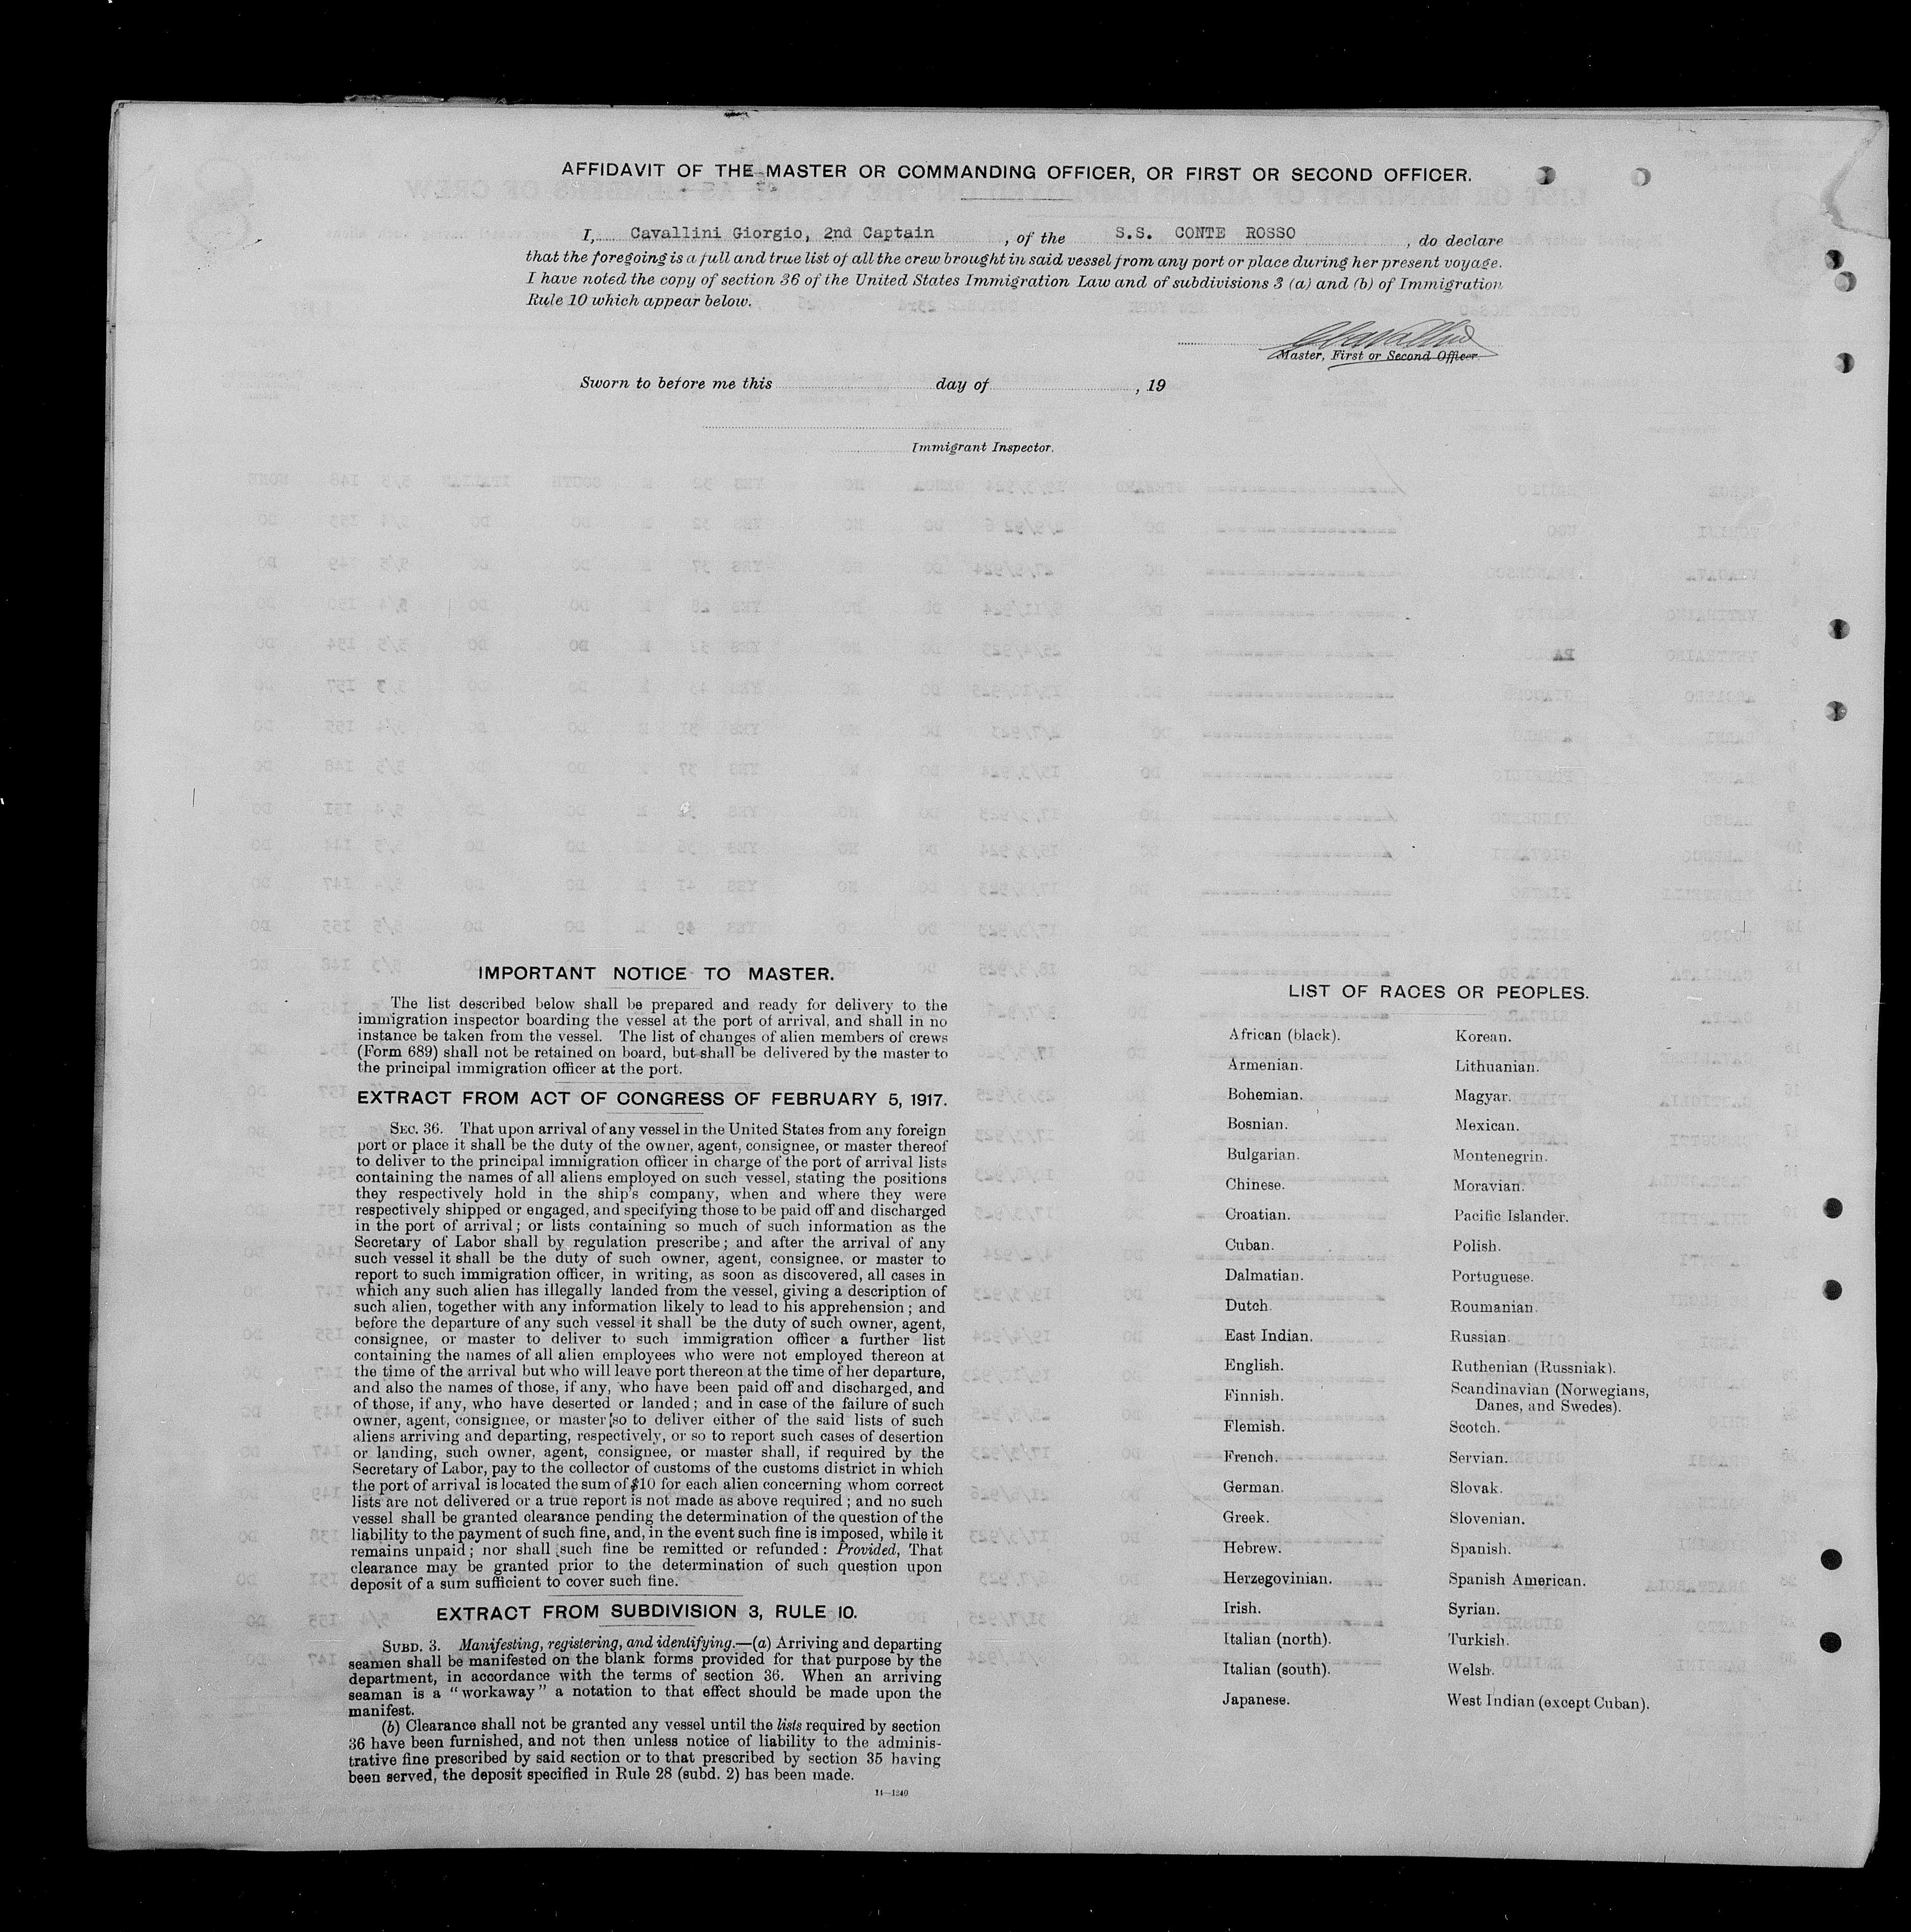 AFFIDAVIT OF THE MASTER OR COMMANDING OFFICER, OR FIRST OR SECOND OFFICER.
I, Cavallini Giorgio, 2nd Captain , of the S.S. CONTE ROSSO , do declare
that the foregoing is a full and true list of all the crew brought in said vessel from any port or place during her present voyage.
I have noted the copy of section 36 of the United States Immigration Law and of subdivisions 3 (a) and (b) of Immigration
Rule 10 which appear below.
Master, First or Second Officer.
Sworn to before me this day of , 19
Immigrant Inspector.
IMPORTANT NOTICE TO MASTER.
The list described below shall be prepared and ready for delivery to the
immigration inspector boarding the vessel at the port of arrival, and shall in no
instance be taken from the vessel. The list of changes of alien members of crews
(Form 689) shall not be retained on board, but shall be delivered by the master to
the principal immigration officer at the port.
EXTRACT FROM ACT OF CONGRESS OF FEBRUARY 5, 1917.
SEC. 36. That upon arrival of any vessel in the United States from any foreign
port or place it shall be the duty of the owner, agent, consignee, or master thereof
to deliver to the principal immigration officer in charge of the port of arrival lists
containing the names of all aliens employed on such vessel, stating the positions
they respectively hold in the ship's company, when and where they were
respectively shipped or engaged, and specifying those to be paid off and discharged
in the port of arrival; or lists containing so much of such information as the
Secretary of Labor shall by regulation prescribe; and after the arrival of any
such vessel it shall be the duty of such owner, agent, consignee, or master to
report to such immigration officer, in writing, as soon as discovered, all cases in
which any such alien has illegally landed from the vessel, giving a description of
such alien, together with any information likely to lead to his apprehension; and
before the departure of any such vessel it shall be the duty of such owner, agent,
consignee, or master to deliver to such immigration officer a further list
containing the names of all alien employees who were not employed thereon at
the time of the arrival but who will leave port thereon at the time of her departure,
and also the names of those, if any, who have been paid off and discharged, and
of those, if any, who have deserted or landed; and in case of the failure of such
owner, agent, consignee, or master so to deliver either of the said lists of such
aliens arriving and departing, respectively, or so to report such cases of desertion
or landing, such owner, agent, consignee, or master shall, if required by the
Secretary of Labor, pay to the collector of customs of the customs district in which
the port of arrival is located the sum of $10 for each alien concerning whom correct
lists are not delivered or a true report is not made as above required; and no such
vessel shall be granted clearance pending the determination of the question of the
liability to the payment of such fine, and, in the event such fine is imposed, while it
remains unpaid; nor shall such fine be remitted or refunded: Provided, That
clearance may be granted prior to the determination of such question upon
deposit of a sum sufficient to cover such fine.
EXTRACT FROM SUBDIVISION 3, RULE 10.
SUBD. 3. Manifesting, registering, and identifying.—(a) Arriving and departing
seamen shall be manifested on the blank forms provided for that purpose by the
department, in accordance with the terms of section 36. When an arriving
seaman is a "workaway" a notation to that effect should be made upon the
manifest.
(b) Clearance shall not be granted any vessel until the lists required by section
36 have been furnished, and not then unless notice of liability to the adminis-
trative fine prescribed by said section or to that prescribed by section 35 having
been served, the deposit specified in Rule 28 (subd. 2) has been made.
14—1240
LIST OF RACES OR PEOPLES.
African (black).
Armenian.
Bohemian.
Bosnian.
Bulgarian.
Chinese.
Croatian.
Cuban.
Dalmatian.
Dutch.
East Indian.
English.
Finnish.
Flemish.
French.
German.
Greek.
Hebrew.
Herzegovinian.
Irish.
Italian (north).
Italian (south).
Japanese.
Korean.
Lithuanian.
Magyar.
Mexican.
Montenegrin.
Moravian.
Pacific Islander.
Polish.
Portuguese.
Roumanian.
Russian.
Ruthenian (Russniak).
Scandinavian (Norwegians,
Danes, and Swedes).
Scotch.
Servian.
Slovak.
Slovenian.
Spanish.
Spanish American.
Syrian.
Turkish.
Welsh.
West Indian (except Cuban).